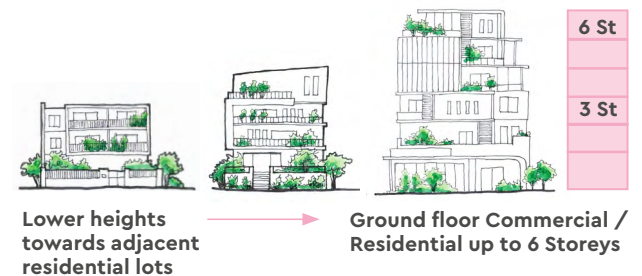 6 St
3 St
Lower heights
towards adjacent
residential lots
Ground floor Commercial /
Residential up to 6 Storeys